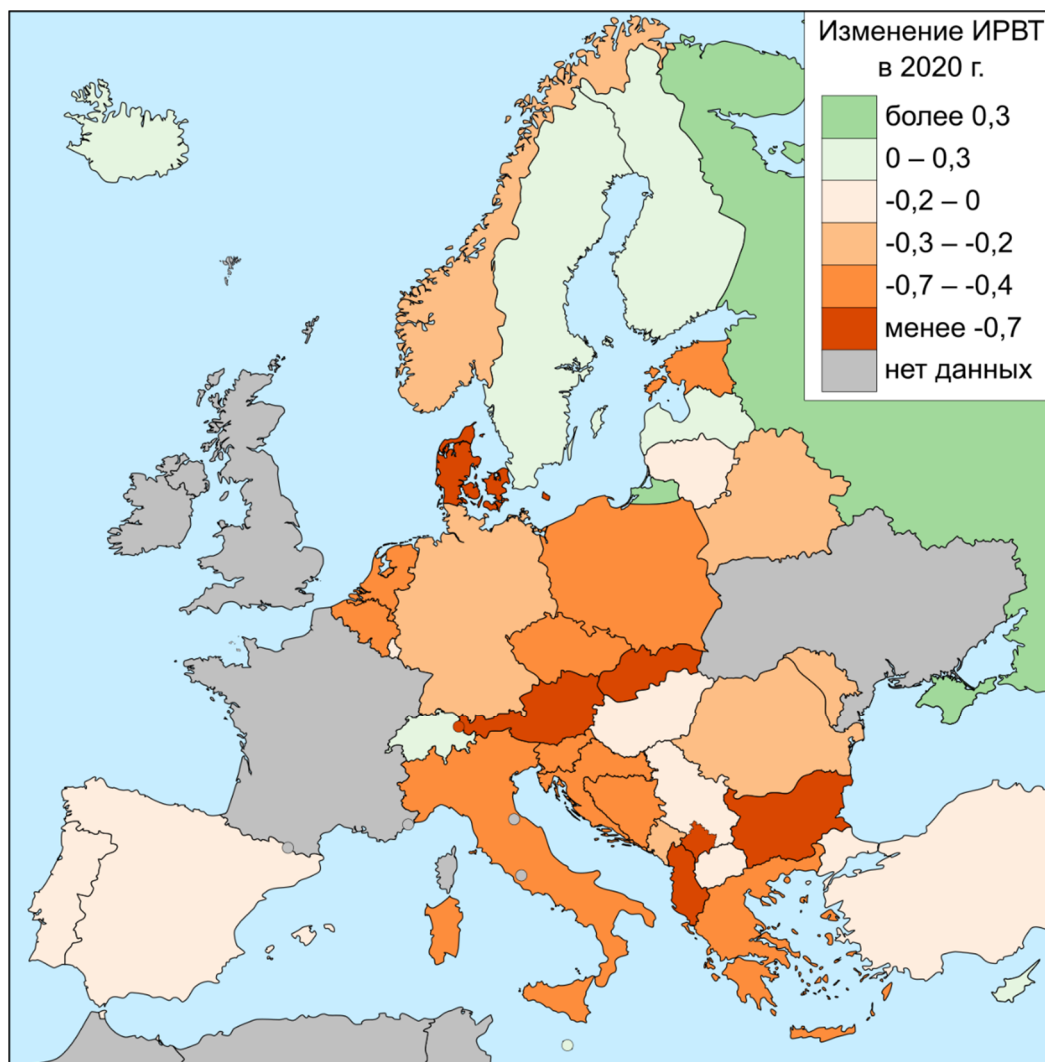 Изменение ИРВТ
в 2020 г.
более 0,3
0 – 0,3
-0,2 – 0
-0,3 – -0,2
-0,7 – -0,4
менее -0,7
нет данных